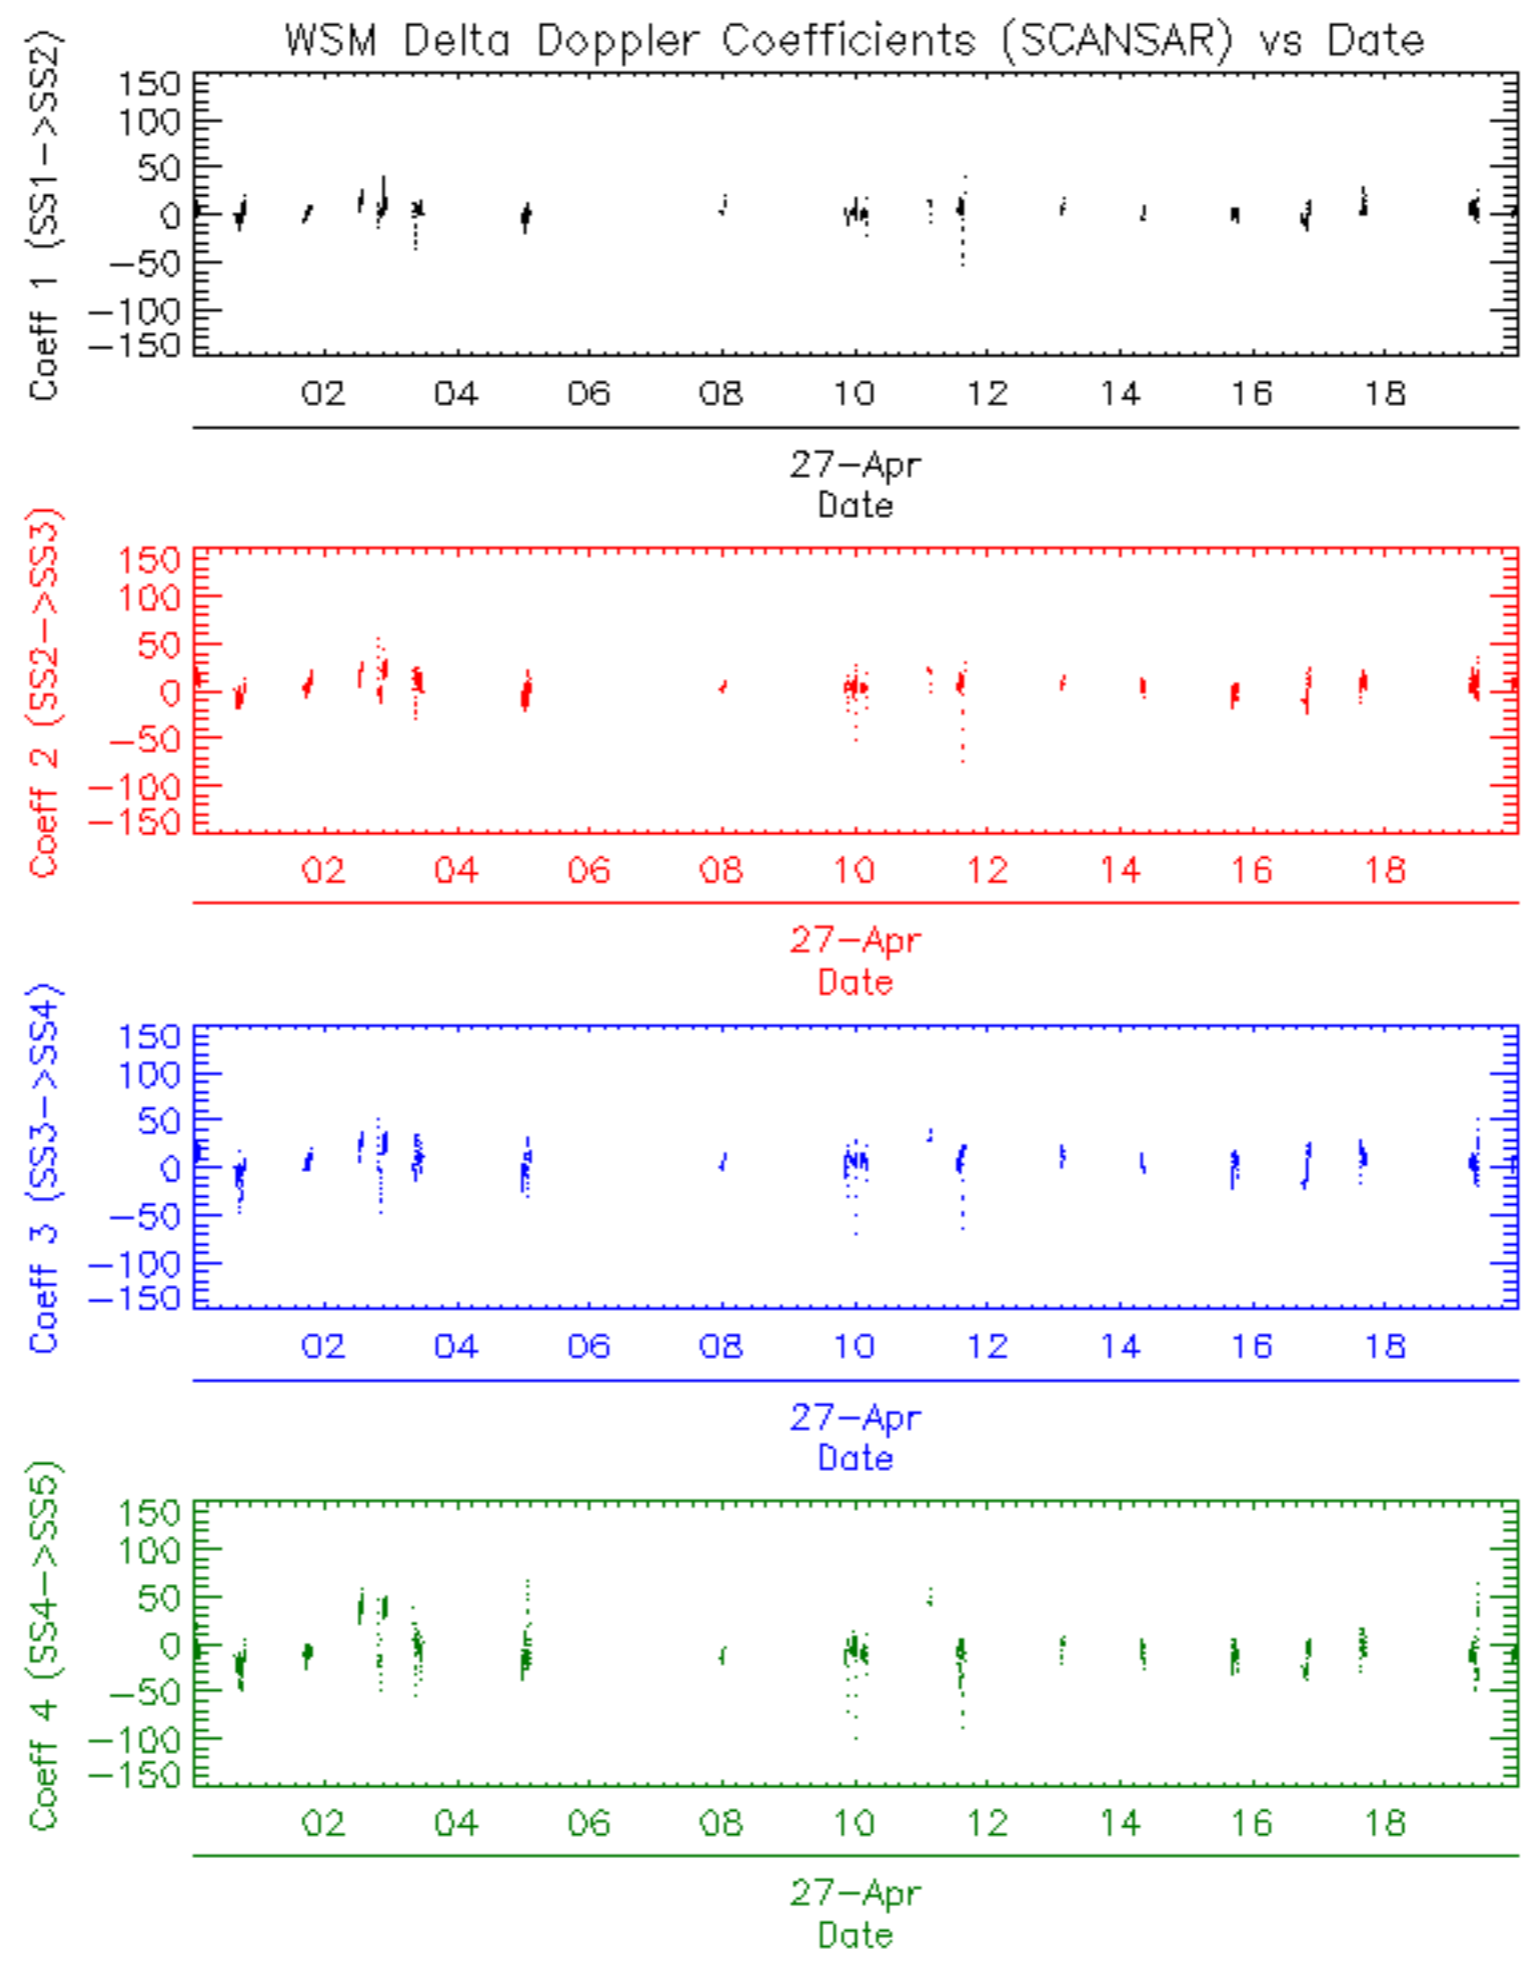 WSM Delta Doppler Coefficients (SCANSAR) vs Date
Coeff 1 (SS1->SS2)
150
100
50
0
-50
-100
-150
02 04 06 08 10 12 14 16 18
27-Apr
Date
Coeff 2 (SS2->SS3)
150
100
50
0
-50
-100
-150
02 04 06 08 10 12 14 16 18
27-Apr
Date
Coeff 3 (SS3->SS4)
150
100
50
0
-50
-100
-150
02 04 06 08 10 12 14 16 18
27-Apr
Date
Coeff 4 (SS4->SS5)
150
100
50
0
-50
-100
-150
02 04 06 08 10 12 14 16 18
27-Apr
Date